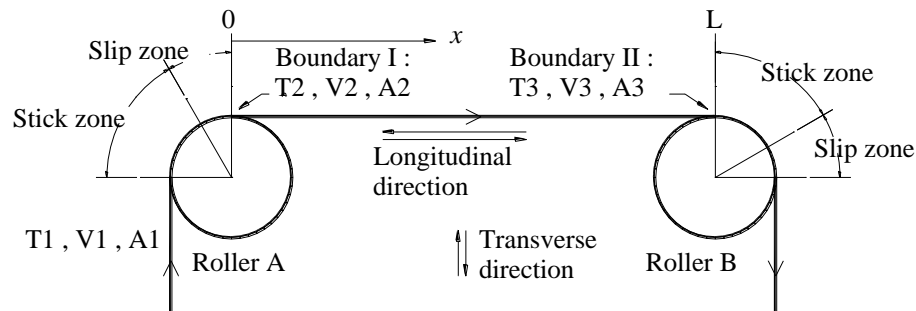 0
L
x
Slip zone
Boundary I :
T2 , V2 , A2
Boundary II :
T3 , V3 , A3
Stick zone
Stick zone
Slip zone
Longitudinal
direction
T1 , V1 , A1
Roller A
Transverse
direction
Roller B